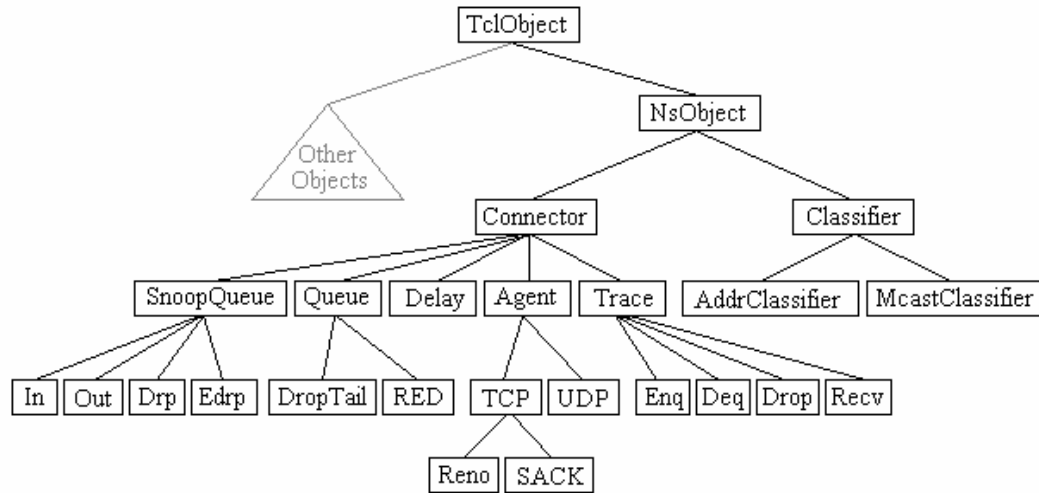 TclObject
NsObject
Other
Objects
Connector
Classifier
SnoopQueue
Queue
Delay
Agent
Trace
AddrClassifier
McastClassifier
In
Out
Drp
Edrp
DropTail
RED
TCP
UDP
Enq
Deq
Drop
Recv
Reno
SACK